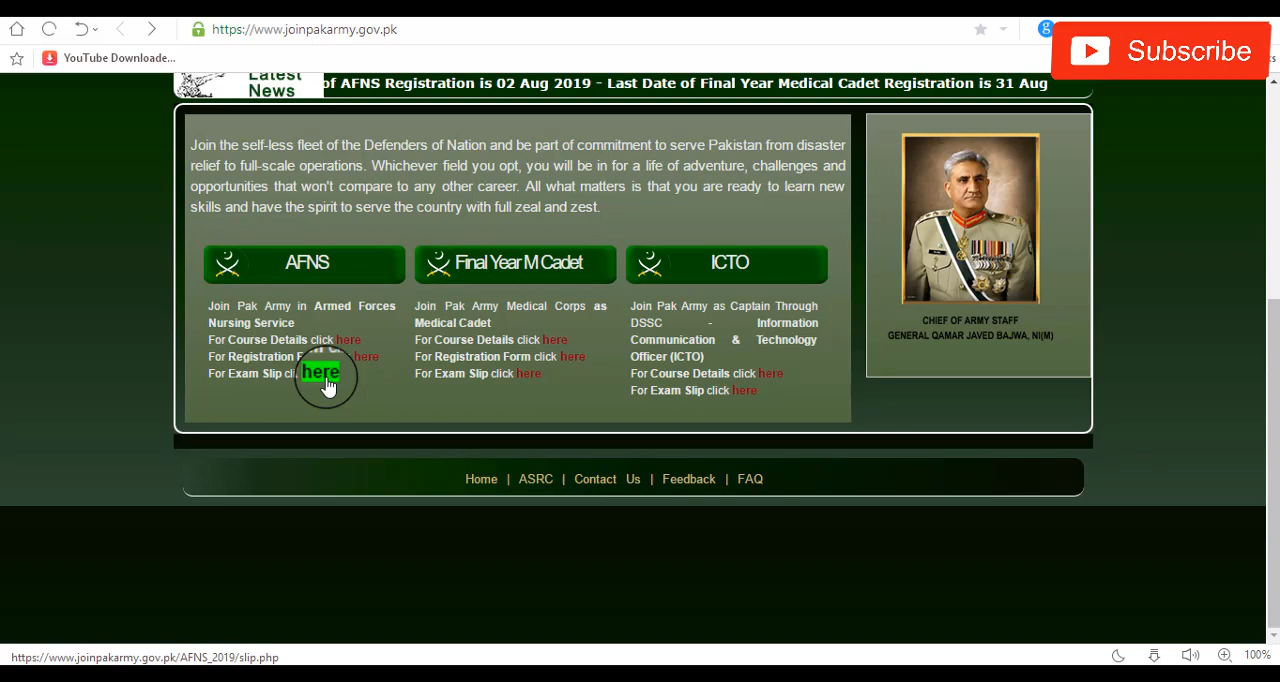 https://www.joinpakarmy.gov.pk
Subscribe
YouTube Downloade...
Latest
News
of AFNS Registration is 02 Aug 2019 - Last Date of Final Year Medical Cadet Registration is 31 Aug
Join the self-less fleet of the Defenders of Nation and be part of commitment to serve Pakistan from disaster
relief to full-scale operations. Whichever field you opt, you will be in for a life of adventure, challenges and
opportunities that won't compare to any other career. All what matters is that you are ready to learn new
skills and have the spirit to serve the country with full zeal and zest.
AFNS
Join Pak Army in Armed Forces
Nursing Service
For Course Details click here
For Registration here
For Exam Slip here
Final Year M Cadet
Join Pak Army Medical Corps as
Medical Cadet
For Course Details click here
For Registration Form click here
For Exam Slip click here
ICTO
Join Pak Army as Captain Through
DSSC - Information
Communication & Technology
Officer (ICTO)
For Course Details click here
For Exam Slip click here
CHIEF OF ARMY STAFF
GENERAL QAMAR JAVED BAJWA, NI(M)
Home | ASRC | Contact Us | Feedback | FAQ
https://www.joinpakarmy.gov.pk/AFNS_2019/slip.php
100%